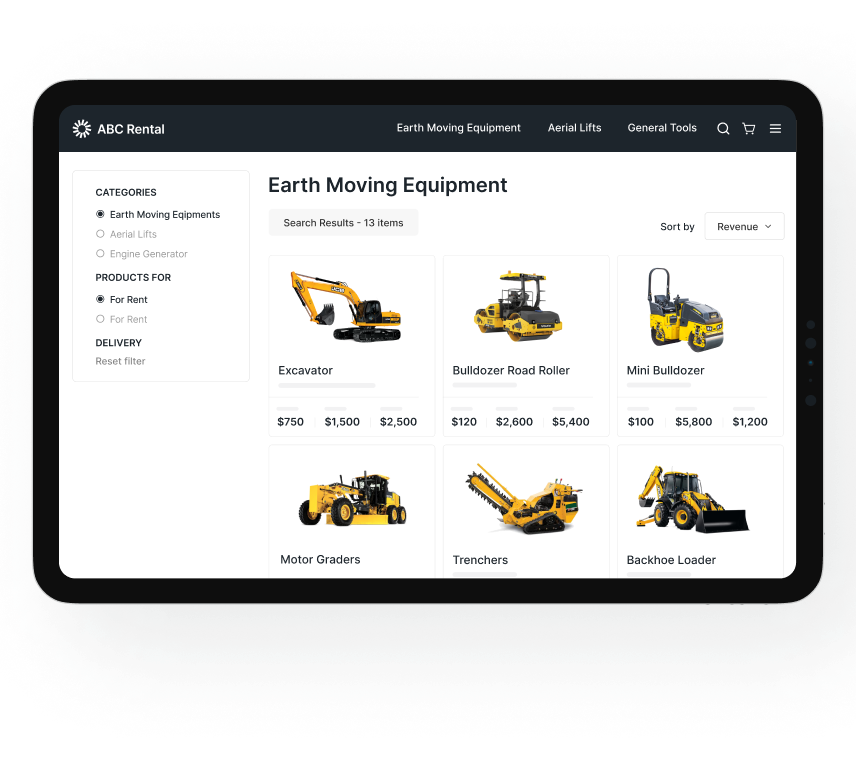 ABC Rental
Earth Moving Equipment Aerial Lifts General Tools
CATEGORIES
Earth Moving Eqipments
Aerial Lifts
Engine Generator
PRODUCTS FOR
For Rent
For Rent
DELIVERY
Reset filter
Earth Moving Equipment
Search Results - 13 items
Sort by Revenue
Excavator
$750 $1,500 $2,500
Bulldozer Road Roller
$120 $2,600 $5,400
Mini Bulldozer
$100 $5,800 $1,200
Motor Graders
Trenchers
Backhoe Loader